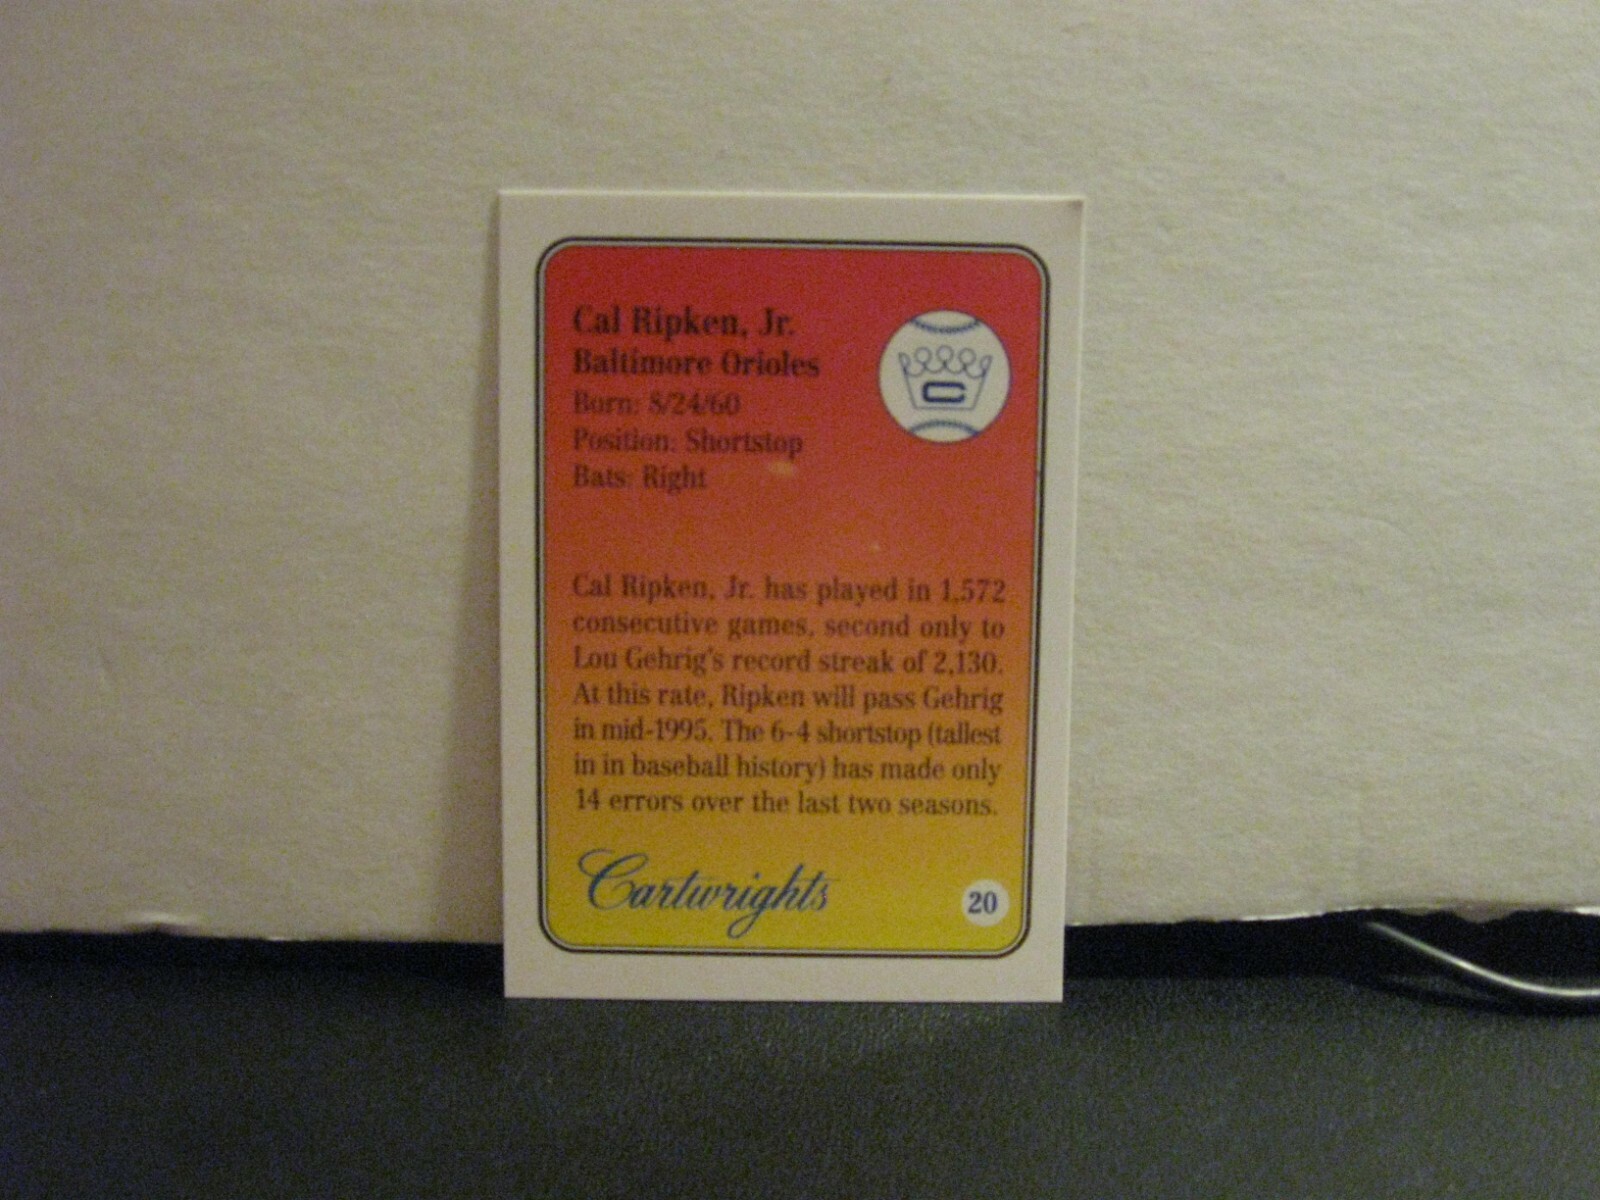 Cal Ripken, Jr.
Baltimore Orioles
Born: 8/24/60
Position: Shortstop
Bats: Right
C
Cal Ripken, Jr. has played in 1,572
consecutive games, second only to
Lou Gehrig's record streak of 2,130.
At this rate, Ripken will pass Gehrig
in mid-1995. The 6-4 shortstop (tallest
in in baseball history) has made only
14 errors over the last two seasons.
Cartwrights
20